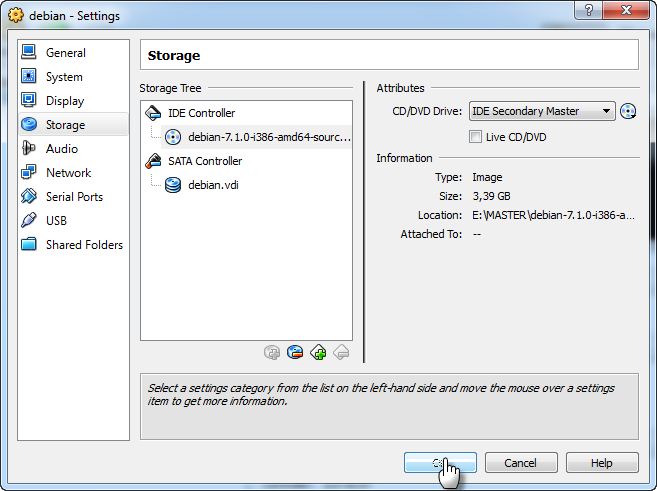 debian - Settings
General
System
Display
Storage
Audio
Network
Serial Ports
USB
Shared Folders
Storage
Storage Tree
IDE Controller
debian-7.1.0-i386-amd64-sourc...
SATA Controller
debian.vdi
Attributes
CD/DVD Drive: IDE Secondary Master
Live CD/DVD
Information
Type: Image
Size: 3,39 GB
Location: E:\MASTER\debian-7.1.0-i386-a...
Attached To: --
Select a settings category from the list on the left-hand side and move the mouse over a settings
item to get more information.
Cancel
Help